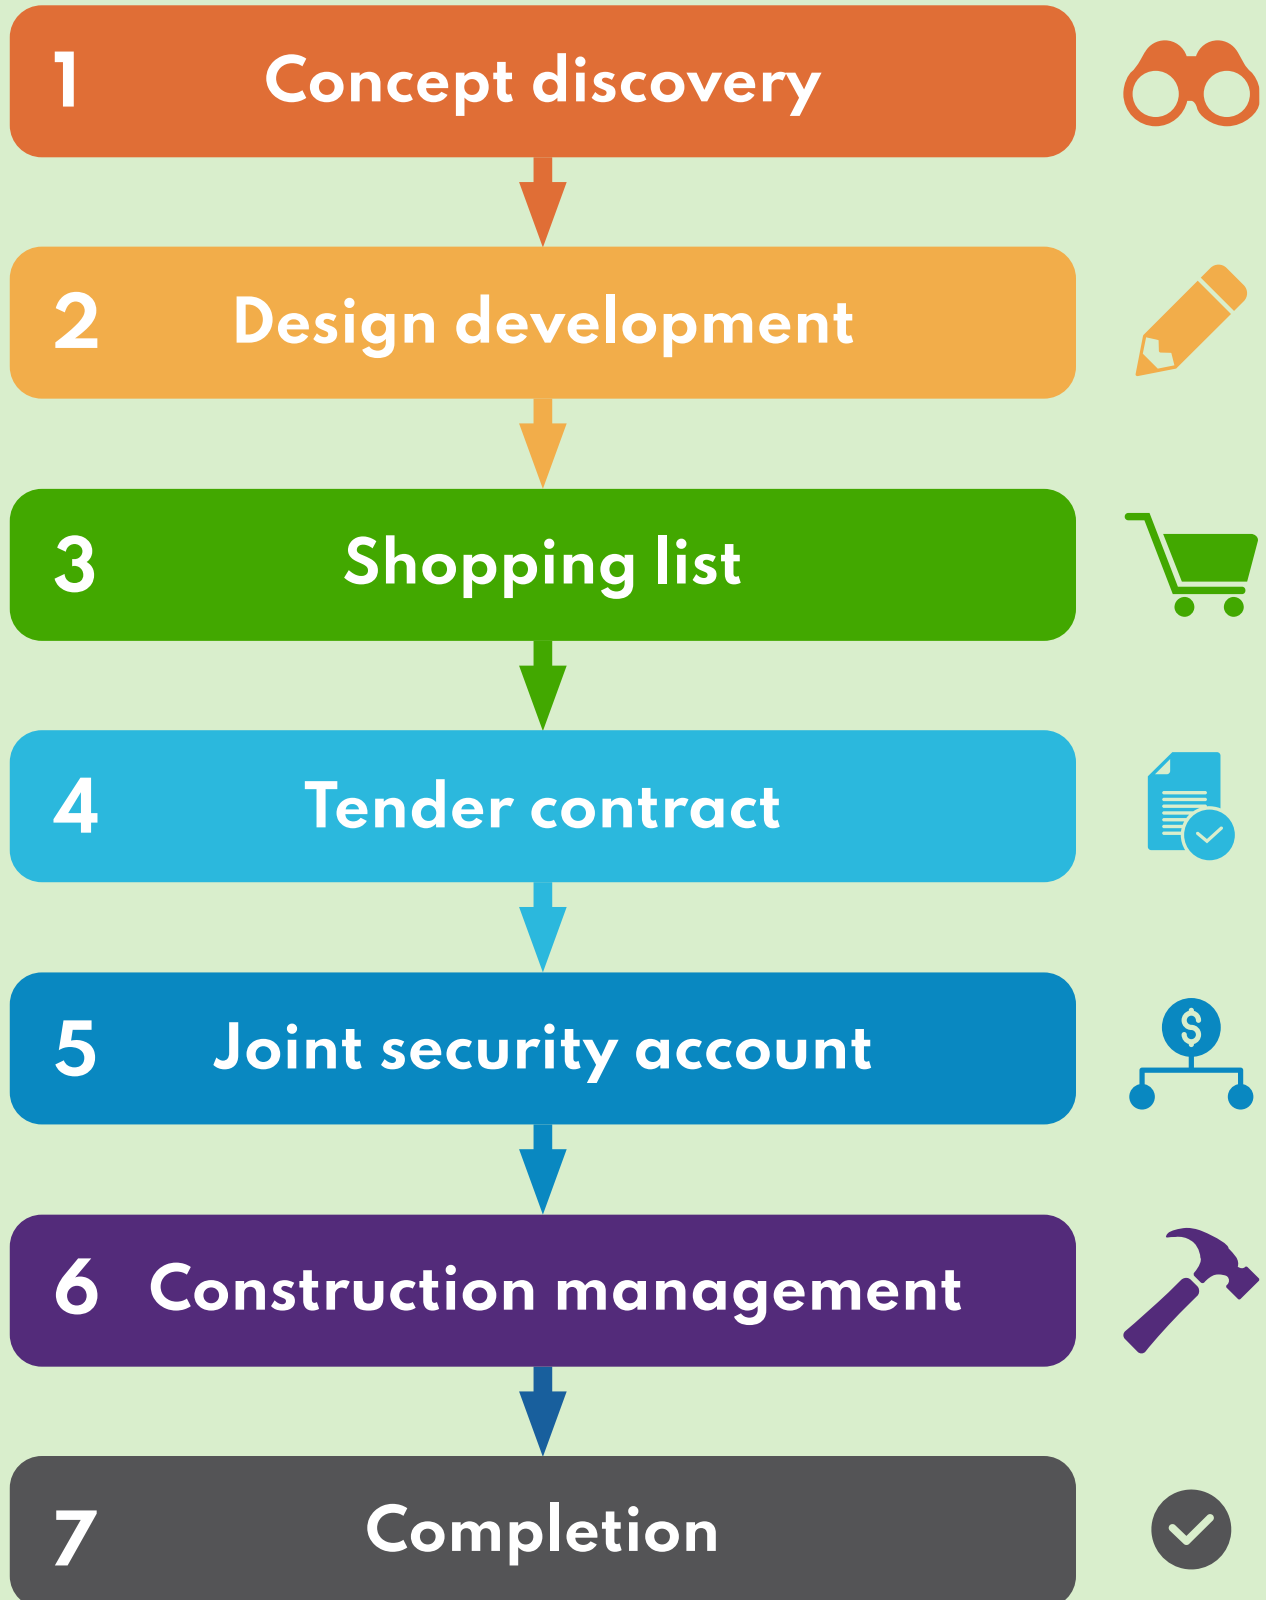 1 Concept discovery
2 Design development
3 Shopping list
4 Tender contract
5 Joint security account
$
6 Construction management
7 Completion